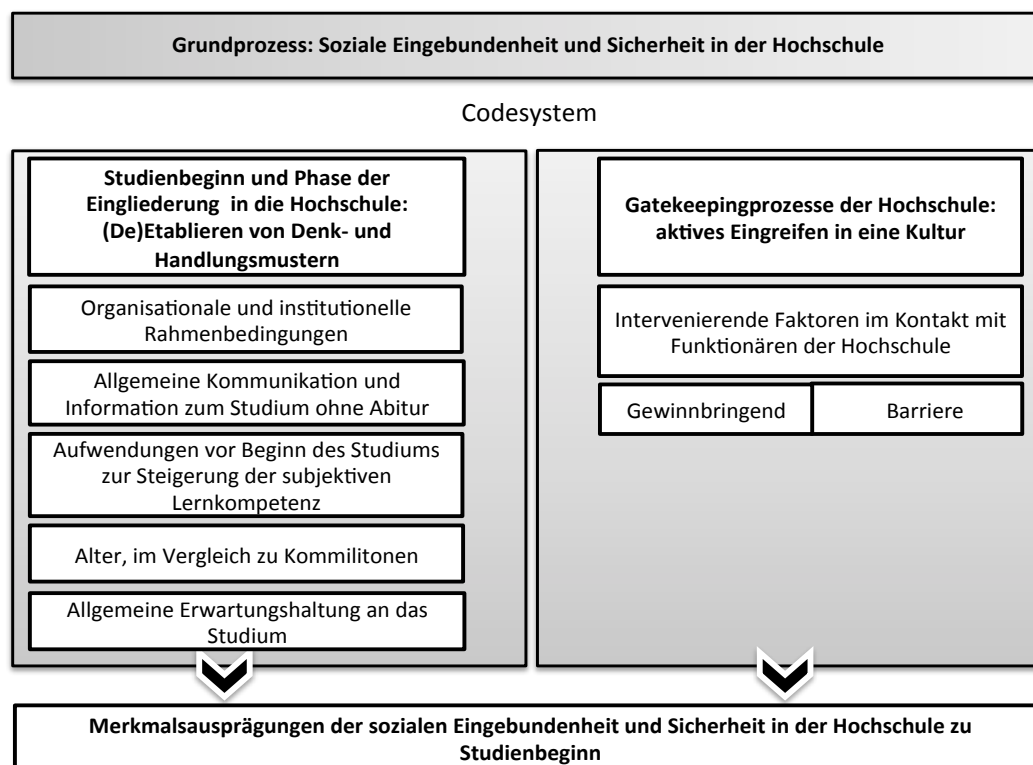 Grundprozess: Soziale Eingebundenheit und Sicherheit in der Hochschule
Codesystem
Studienbeginn und Phase der
Eingliederung in die Hochschule:
(De)Etablieren von Denk- und
Handlungsmustern
Organisationale und institutionelle
Rahmenbedingungen
Allgemeine Kommunikation und
Information zum Studium ohne Abitur
Aufwendungen vor Beginn des Studiums
zur Steigerung der subjektiven
Lernkompetenz
Alter, im Vergleich zu Kommilitonen
Allgemeine Erwartungshaltung an das
Studium
Gatekeepingprozesse der Hochschule:
aktives Eingreifen in eine Kultur
Intervenierende Faktoren im Kontakt mit
Funktionären der Hochschule
Gewinnbringend
Barriere
Merkmalsausprägungen der sozialen Eingebundenheit und Sicherheit in der Hochschule zu
Studienbeginn